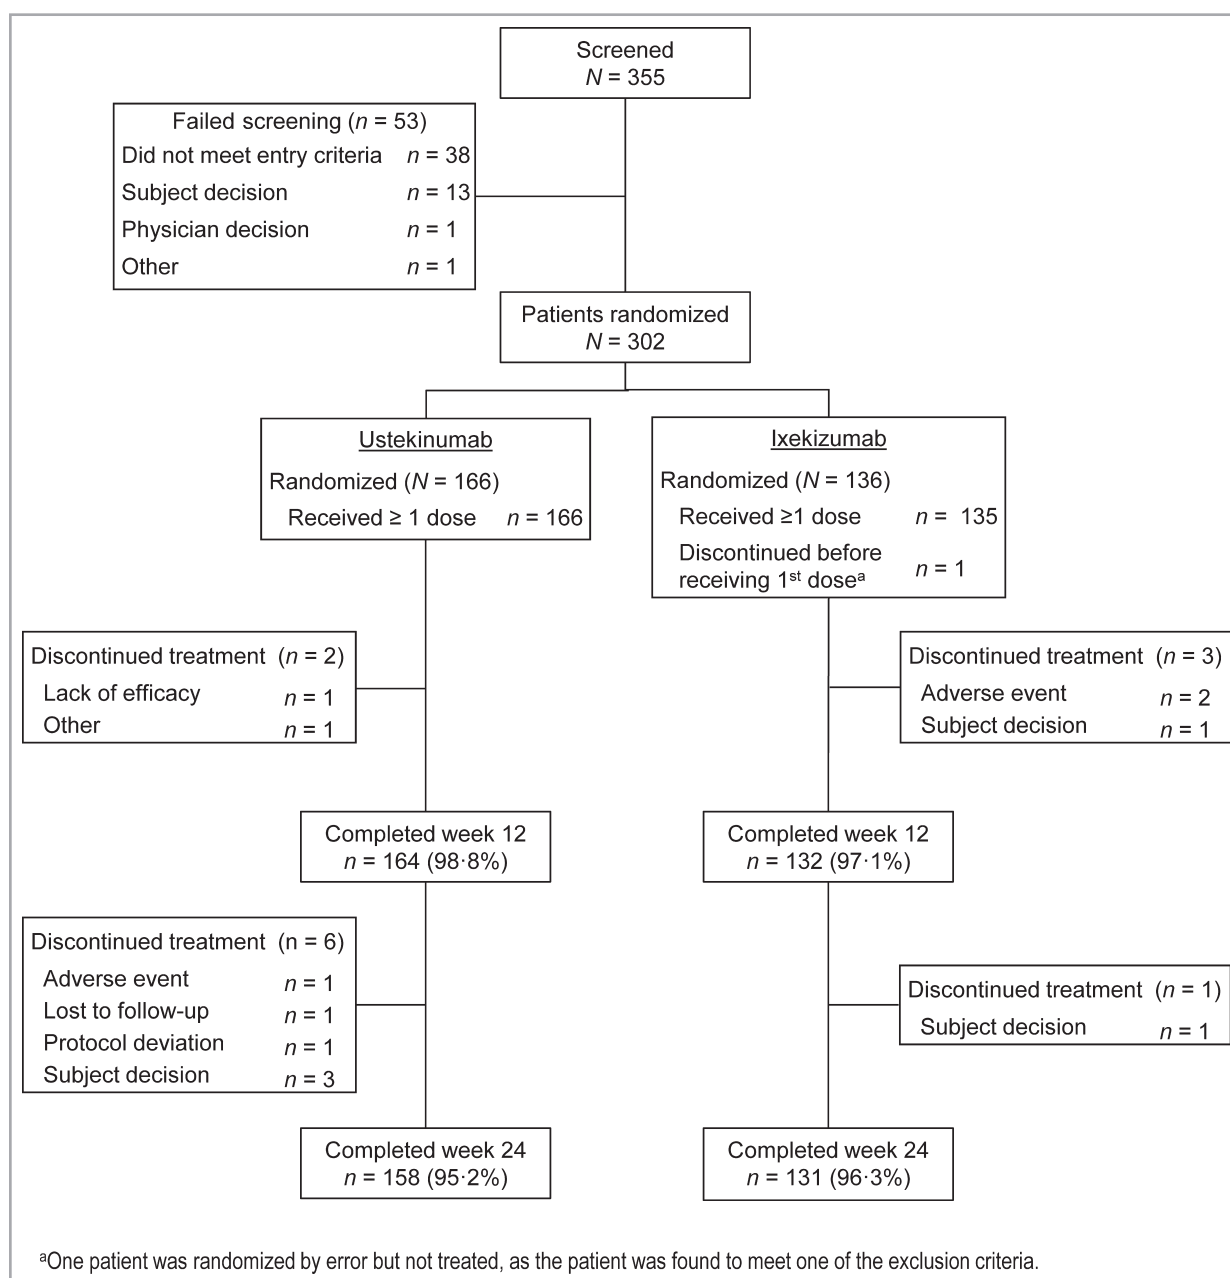 Screened
N = 355
Failed screening (n = 53)
Did not meet entry criteria n = 38
Subject decision n = 13
Physician decision n = 1
Other n = 1
Patients randomized
N = 302
Ustekinumab
Randomized (N = 166)
Received ≥ 1 dose n = 166
Ixekizumab
Randomized (N = 136)
Received ≥1 dose n = 135
Discontinued before
receiving 1st doseᵃ n = 1
Discontinued treatment (n = 2)
Lack of efficacy n = 1
Other n = 1
Discontinued treatment (n = 3)
Adverse event n = 2
Subject decision n = 1
Completed week 12
n = 164 (98·8%)
Completed week 12
n = 132 (97·1%)
Discontinued treatment (n = 6)
Adverse event n = 1
Lost to follow-up n = 1
Protocol deviation n = 1
Subject decision n = 3
Discontinued treatment (n = 1)
Subject decision n = 1
Completed week 24
n = 158 (95·2%)
Completed week 24
n = 131 (96·3%)
ᵃOne patient was randomized by error but not treated, as the patient was found to meet one of the exclusion criteria.